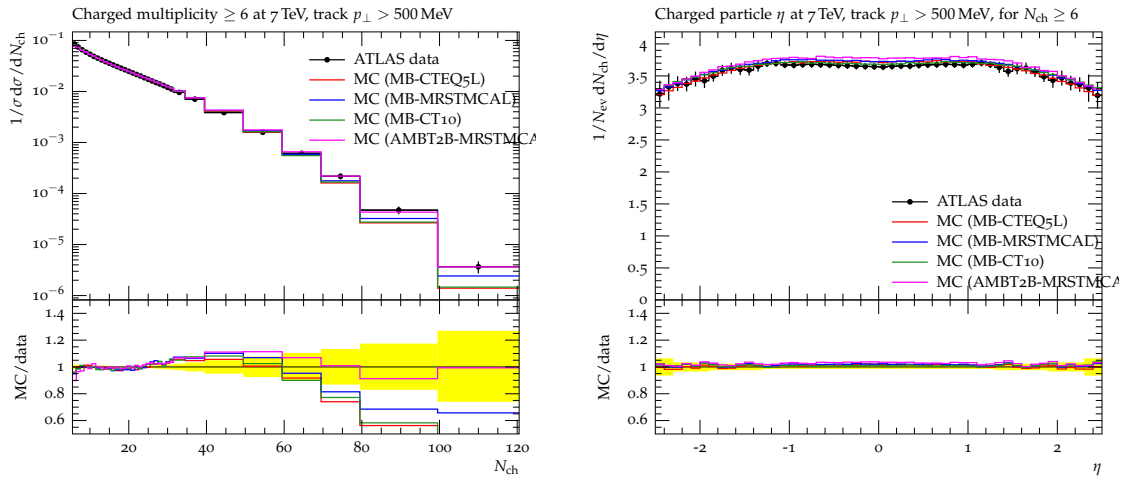 Charged multiplicity ≥ 6 at 7 TeV, track p⊥ > 500 MeV
1/σ dσ/dNch
10⁻¹
10⁻²
10⁻³
10⁻⁴
10⁻⁵
10⁻⁶
ATLAS data
MC (MB-CTEQ5L)
MC (MB-MRSTMCAL)
MC (MB-CT10)
MC (AMBT2B-MRSTMCA
MC/data
1.4
1.2
1
0.8
0.6
20 40 60 80 100 120
Nch
Charged particle η at 7 TeV, track p⊥ > 500 MeV, for Nch ≥ 6
1/Nev dNch/dη
4
3.5
3
2.5
2
1.5
1
0.5
0
ATLAS data
MC (MB-CTEQ5L)
MC (MB-MRSTMCAL)
MC (MB-CT10)
MC (AMBT2B-MRSTMCA
MC/data
1.4
1.2
1
0.8
0.6
-2 -1 0 1 2
η